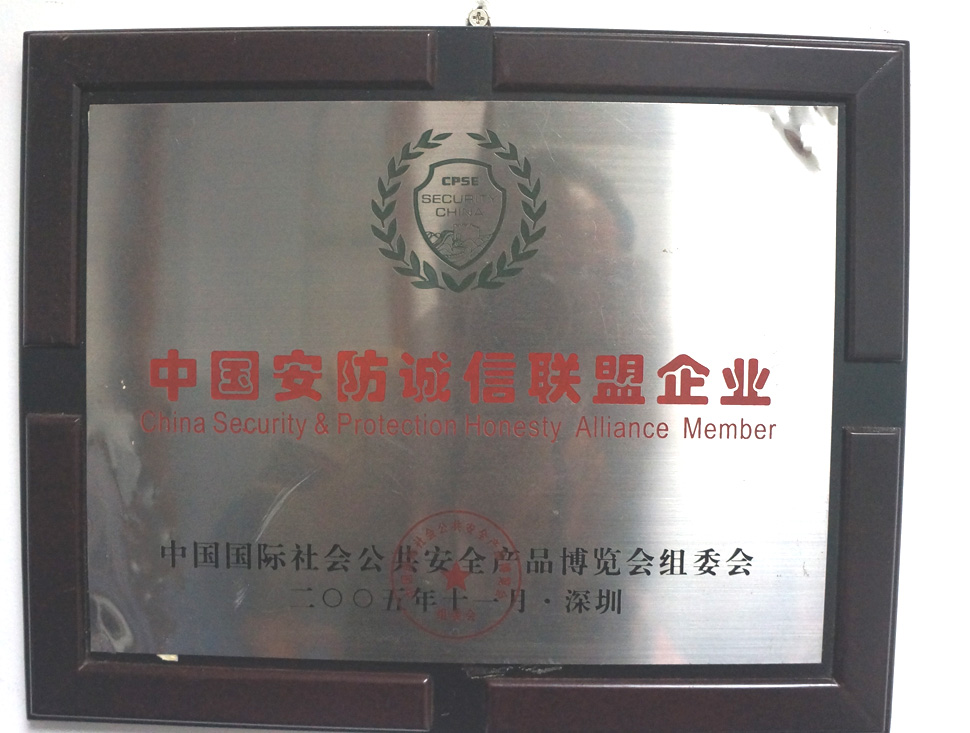 CPSE
SECURITY
CHINA
中国安防诚信联盟企业
China Security & Protection Honesty Alliance Member
中国国际社会公共安全产品博览会组委会
二〇〇五年十一月·深圳